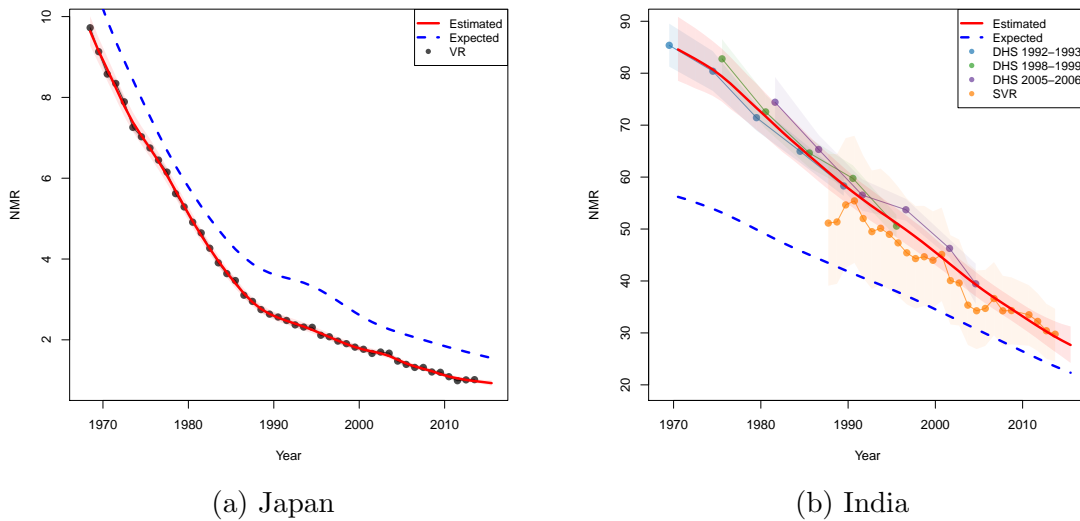 10
8
6
4
2
NMR
1970
1980
1990
2000
2010
Year
Estimated
Expected
VR
(a) Japan
90
80
70
60
50
40
30
20
NMR
1970
1980
1990
2000
2010
Year
Estimated
Expected
DHS 1992–1993
DHS 1998–1999
DHS 2005–2006
SVR
(b) India